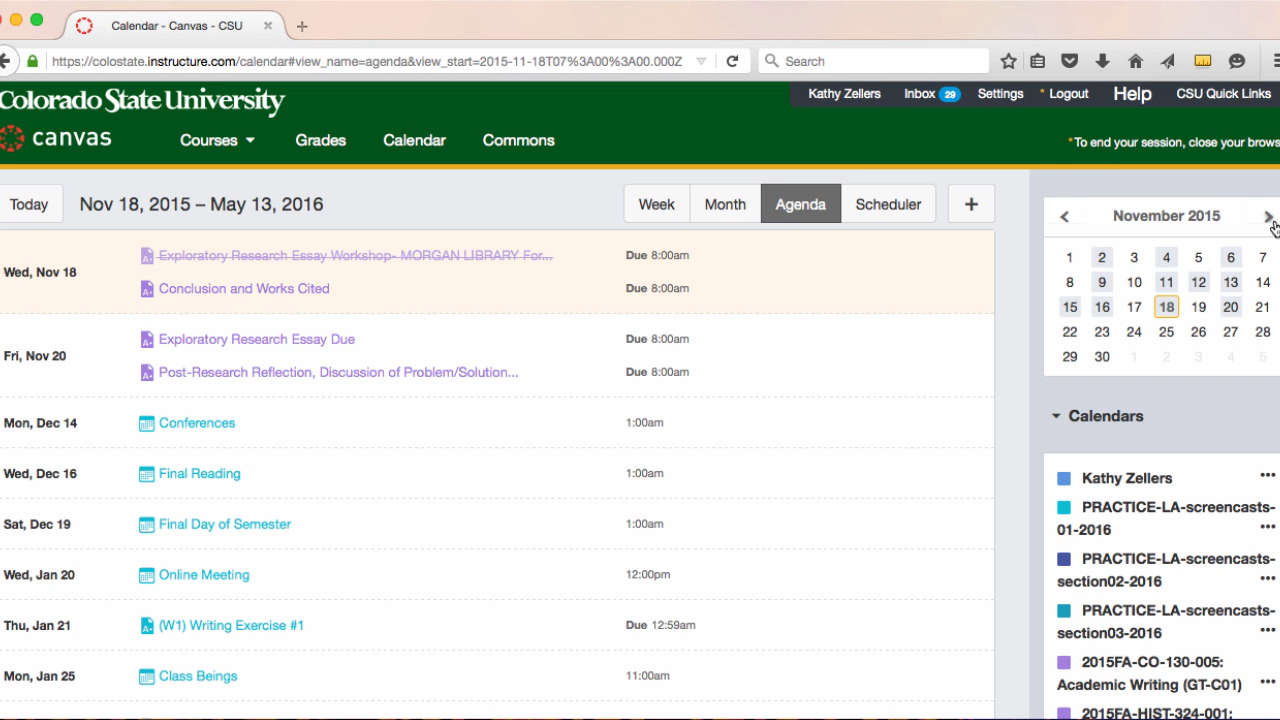 Calendar - Canvas - CSU
https://colostate.instructure.com/calendar#view_name=agenda&view_start=2015-11-18T07%3A00%3A00.000Z
Search
Colorado State University
Kathy Zellers Inbox 29 Settings * Logout Help CSU Quick Links
canvas
Courses Grades Calendar Commons
*To end your session, close your brows
Today Nov 18, 2015 – May 13, 2016 Week Month Agenda Scheduler +
Wed, Nov 18
Exploratory Research Essay Workshop- MORGAN LIBRARY For... Due 8:00am
Conclusion and Works Cited Due 8:00am
Fri, Nov 20
Exploratory Research Essay Due Due 8:00am
Post-Research Reflection, Discussion of Problem/Solution... Due 8:00am
Mon, Dec 14 Conferences 1:00am
Wed, Dec 16 Final Reading 1:00am
Sat, Dec 19 Final Day of Semester 1:00am
Wed, Jan 20 Online Meeting 12:00pm
Thu, Jan 21 (W1) Writing Exercise #1 Due 12:59am
Mon, Jan 25 Class Beings 11:00am
November 2015
1 2 3 4 5 6 7
8 9 10 11 12 13 14
15 16 17 18 19 20 21
22 23 24 25 26 27 28
29 30 1 2 3 4 5
Calendars
Kathy Zellers
PRACTICE-LA-screencasts-
01-2016
PRACTICE-LA-screencasts-
section02-2016
PRACTICE-LA-screencasts-
section03-2016
2015FA-CO-130-005:
Academic Writing (GT-C01)
2015FA-HIST-324-001: